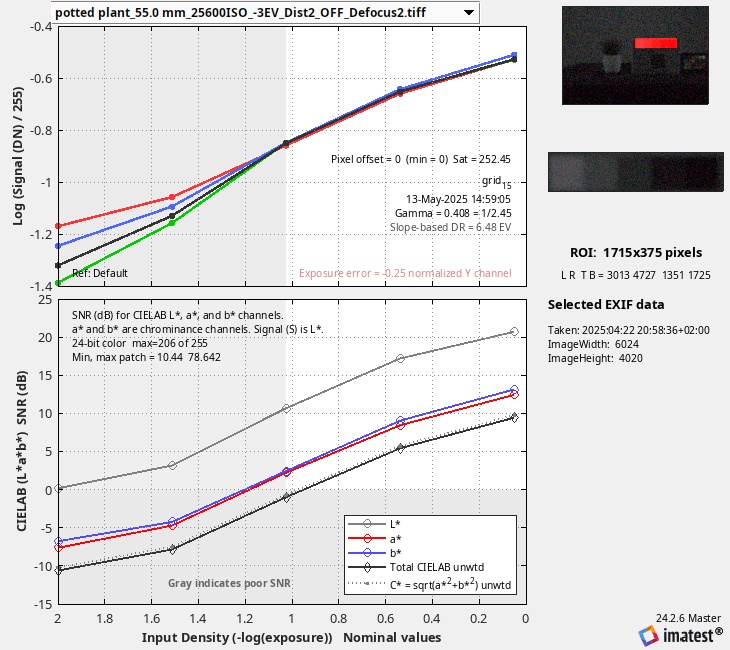 potted plant_55.0 mm_25600ISO_-3EV_Dist2_OFF_Defocus2.tiff
-0.4
-0.6
-0.8
-1
-1.2
-1.4
Log (Signal (DN) / 255)
Pixel offset = 0 (min = 0) Sat = 252.45
grid_15
13-May-2025 14:59:05
Gamma = 0.408 = 1/2.45
Slope-based DR = 6.48 EV
Ref: Default
Exposure error = -0.25 normalized Y channel
25
20
15
10
5
0
-5
-10
-15
CIELAB (L*a*b*) SNR (dB)
SNR (dB) for CIELAB L*, a*, and b* channels.
a* and b* are chrominance channels. Signal (S) is L*.
24-bit color max=206 of 255
Min, max patch = 10.44 78.642
L*
a*
b*
Total CIELAB unwtd
C* = sqrt(a*2+b*2) unwtd
Gray indicates poor SNR
2 1.8 1.6 1.4 1.2 1 0.8 0.6 0.4 0.2 0
Input Density (-log(exposure)) Nominal values
ROI: 1715x375 pixels
L R T B = 3013 4727 1351 1725
Selected EXIF data
Taken: 2025:04:22 20:58:36+02:00
ImageWidth: 6024
ImageHeight: 4020
24.2.6 Master
imatest®